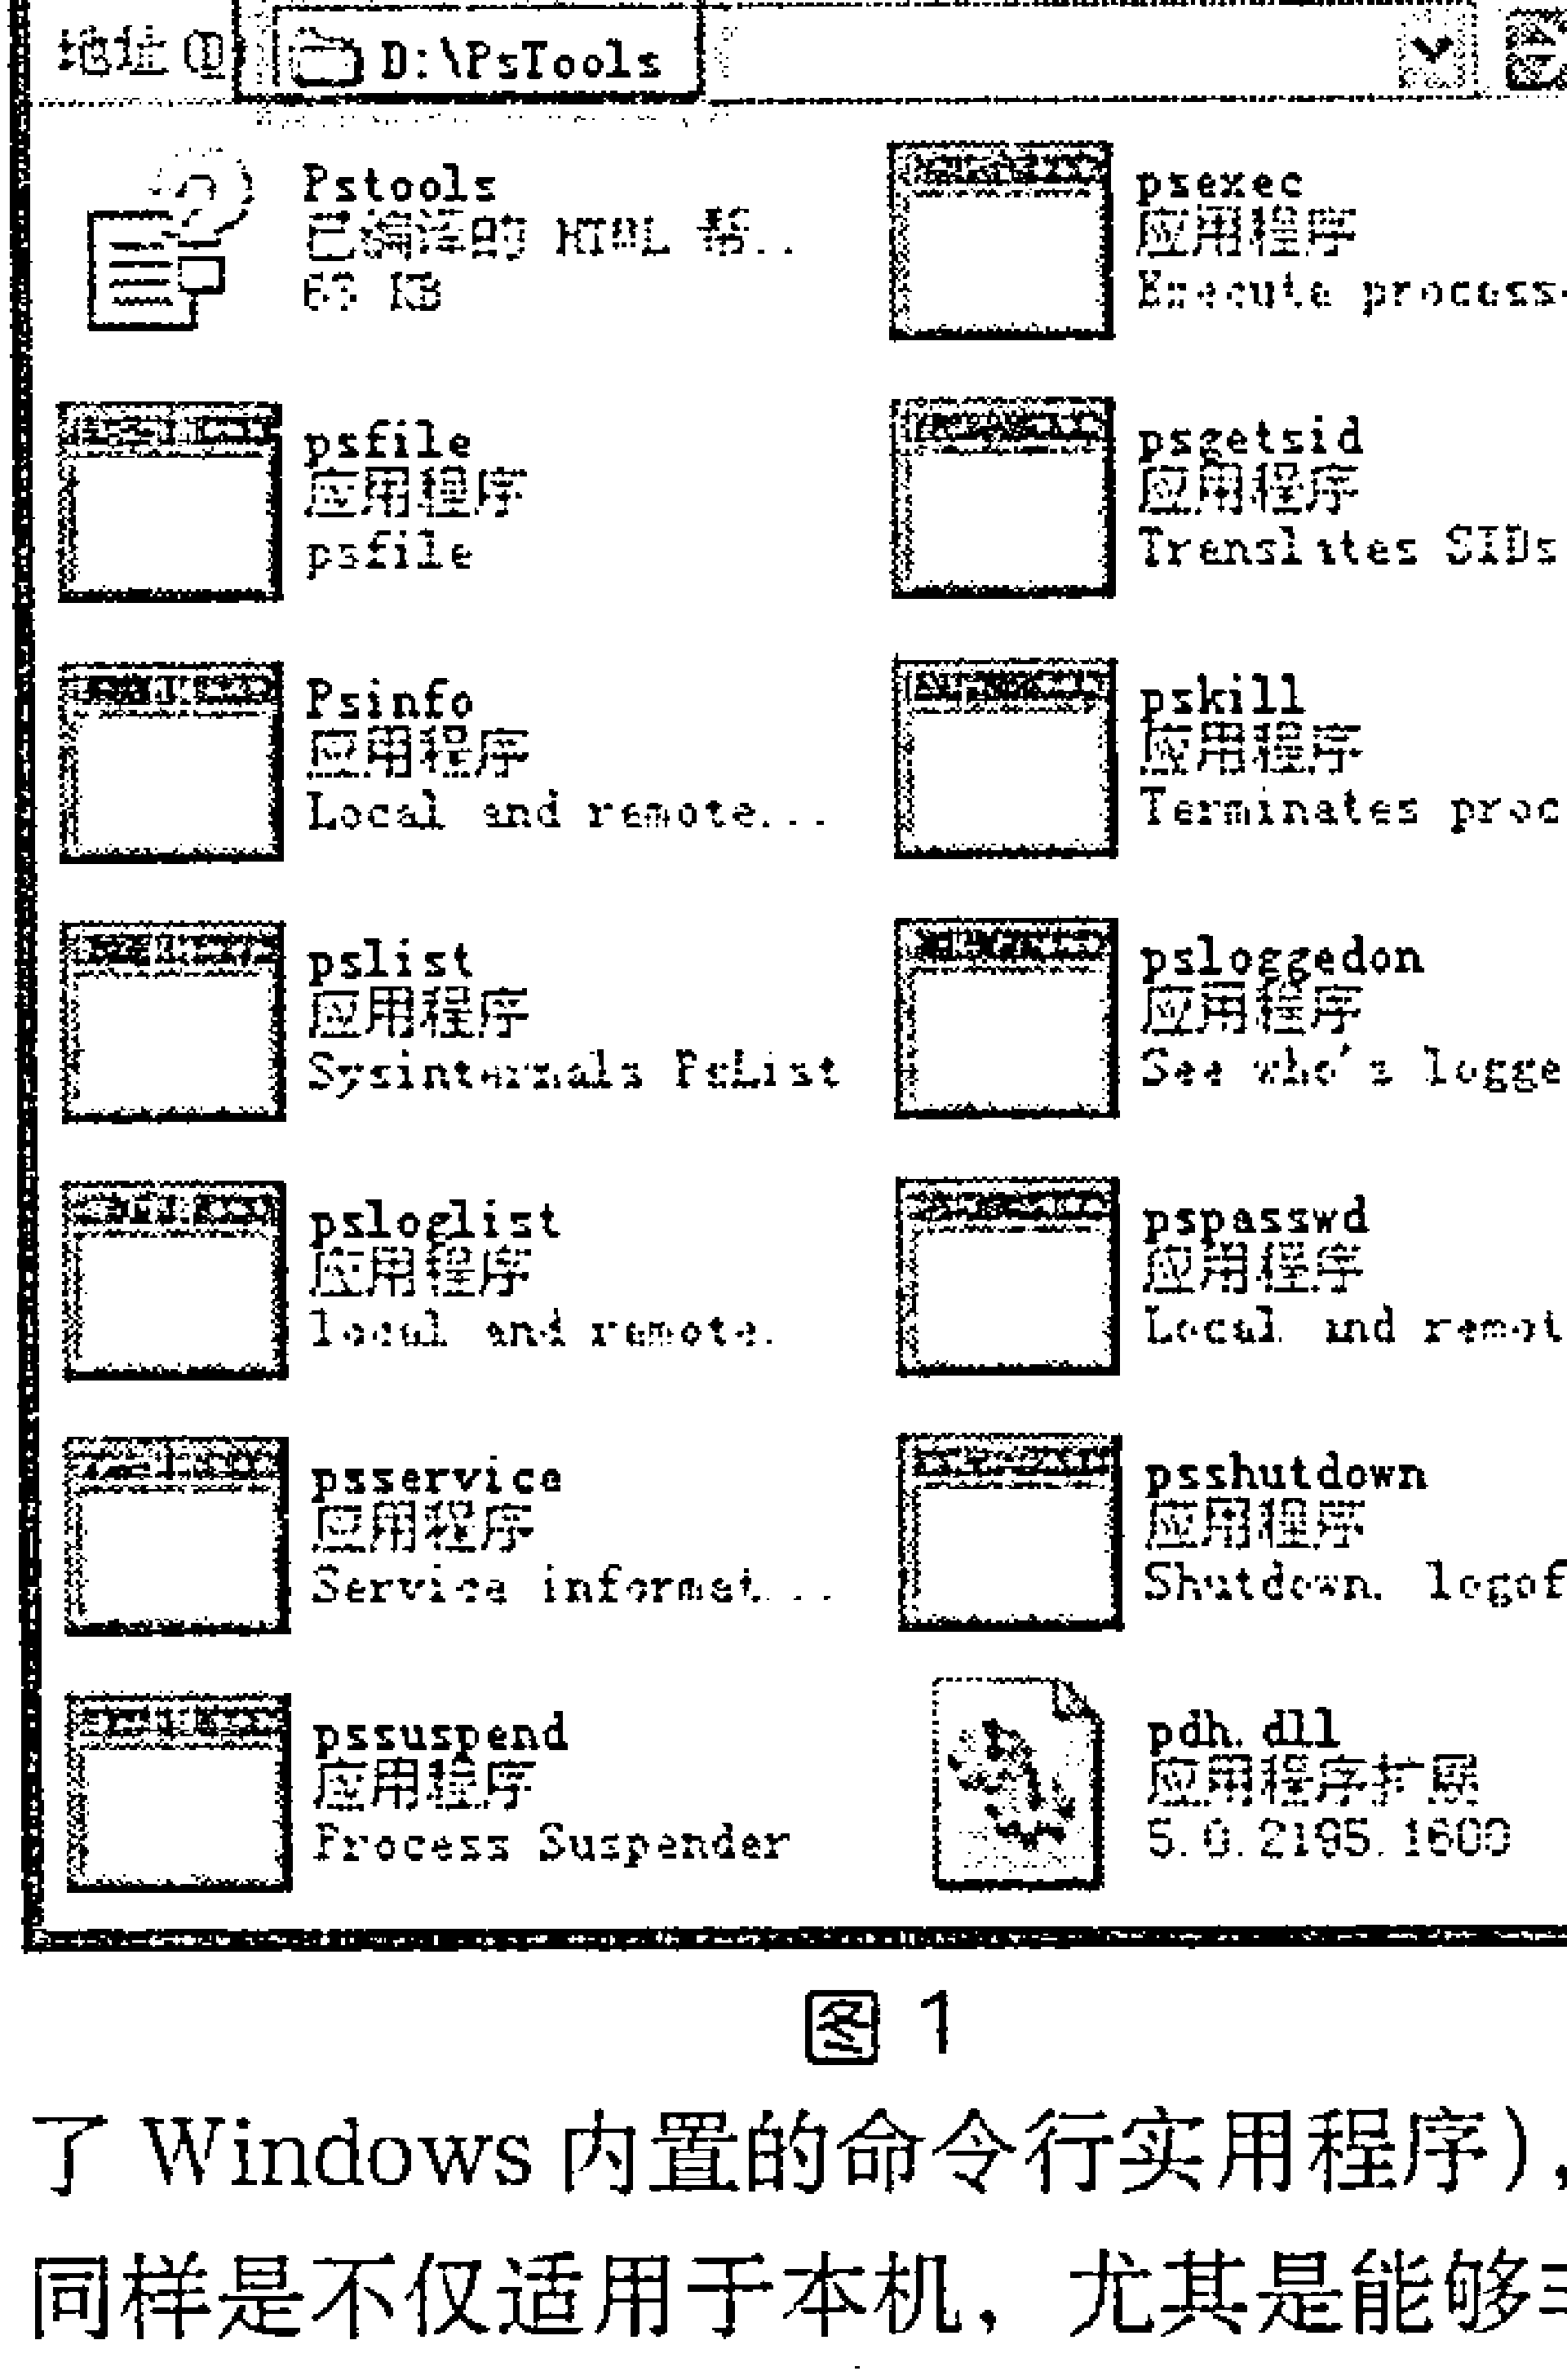 地址(D) D:\PsTools
Pstools
已编译的 HTML 帮..
63 KB
psexec
应用程序
Execute process
psfile
应用程序
psfile
psgetsid
应用程序
Translates SIDs
Psinfo
应用程序
Local and remote...
pskill
应用程序
Terminates proc
pslist
应用程序
Sysinternals PsList
psloggedon
应用程序
See who's logge
psloglist
应用程序
local and remote.
pspasswd
应用程序
Local and remot
psservice
应用程序
Service informat...
psshutdown
应用程序
Shutdown, logof
pssuspend
应用程序
Process Suspender
pdh.dll
应用程序扩展
5.0.2195.1600
图 1
了 Windows 内置的命令行实用程序),
同样是不仅适用于本机，尤其是能够